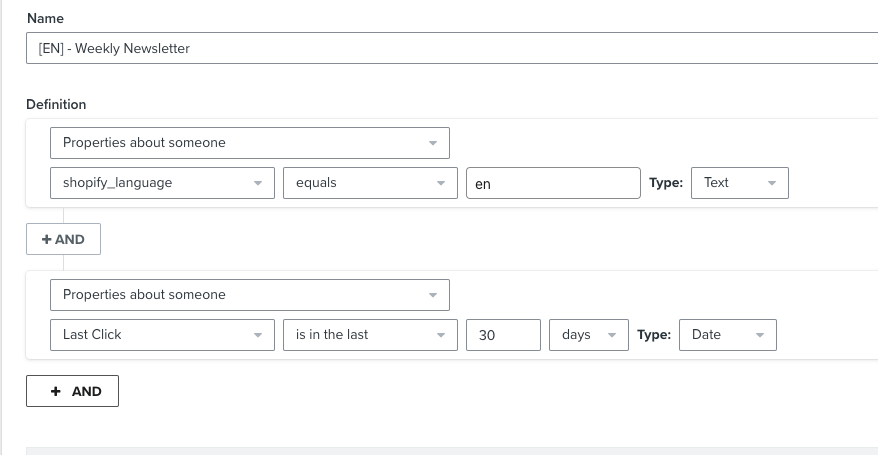 Name
[EN] - Weekly Newsletter
Definition
Properties about someone
shopify_language equals en Type: Text
+ AND
Properties about someone
Last Click is in the last 30 days Type: Date
+ AND